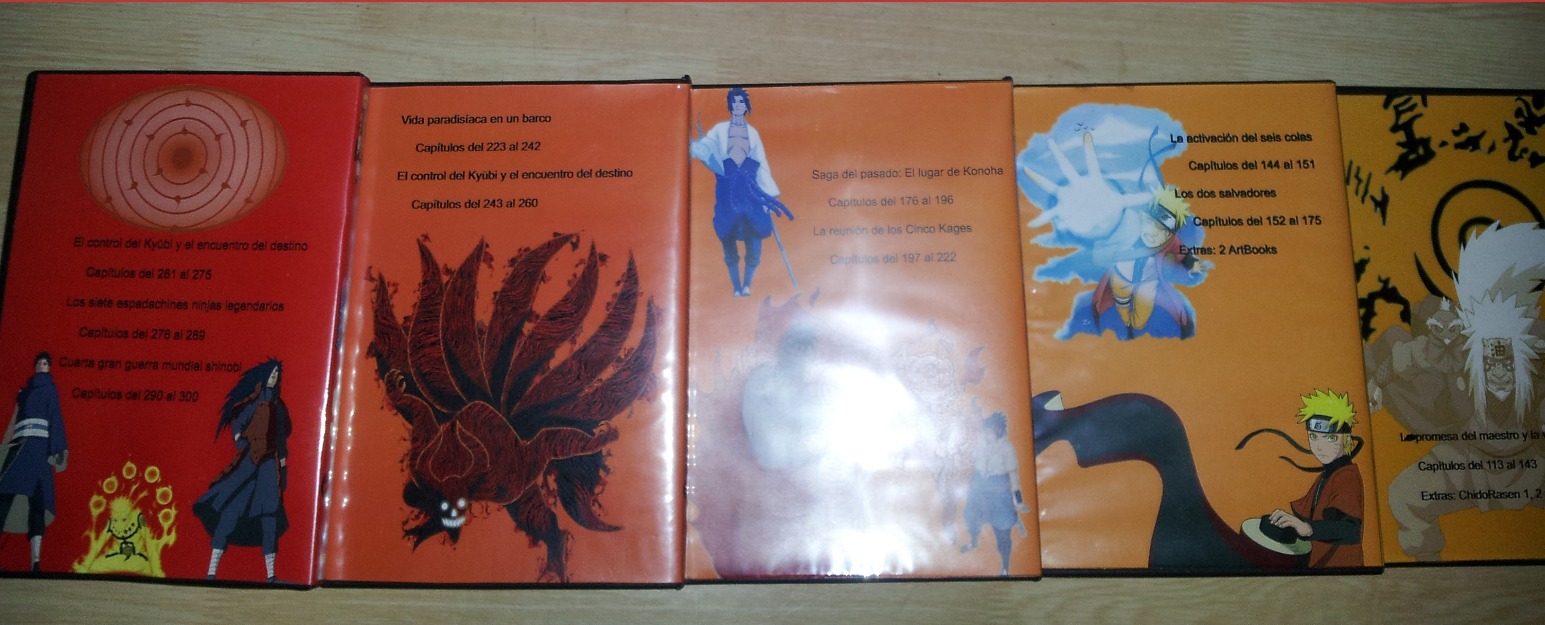 El control del Kyūbi y el encuentro del destino
Capítulos del 261 al 275
Los siete espadachines ninjas legendarios
Capítulos del 276 al 289
Cuarta gran guerra mundial shinobi
Capítulos del 290 al 300
Vida paradisíaca en un barco
Capítulos del 223 al 242
El control del Kyūbi y el encuentro del destino
Capítulos del 243 al 260
Saga del pasado: El lugar de Konoha
Capítulos del 176 al 196
La reunión de los Cinco Kages
Capítulos del 197 al 222
La activación del seis colas
Capítulos del 144 al 151
Los dos salvadores
Capítulos del 152 al 175
Extras: 2 ArtBooks
油
La promesa del maestro y la
Capítulos del 113 al 143
Extras: ChidoRasen 1, 2